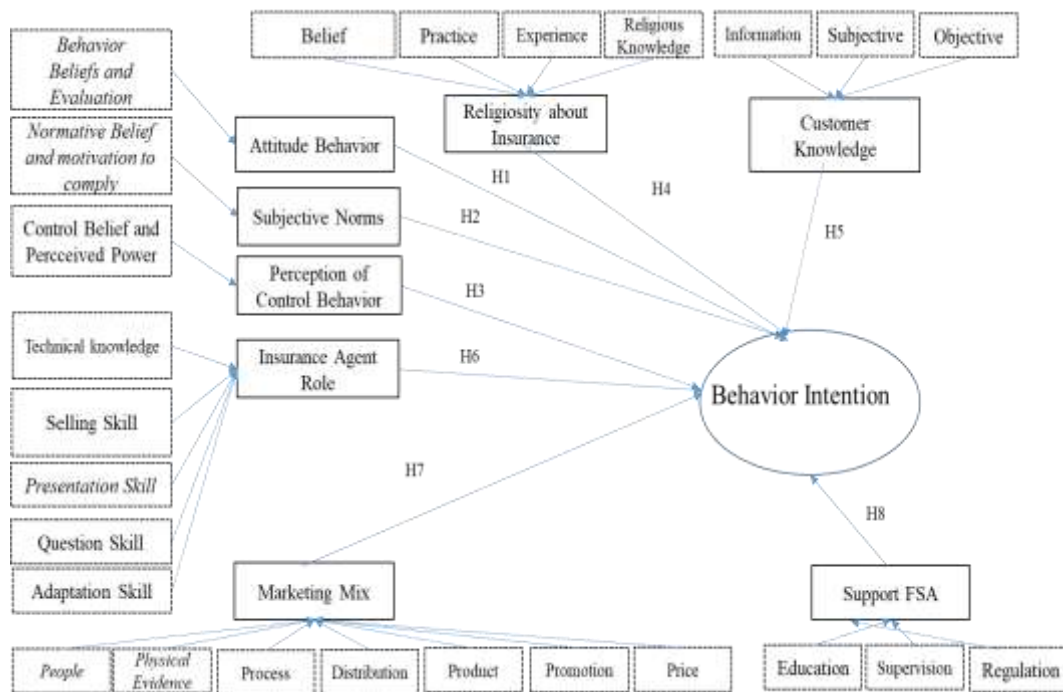 Behavior
Beliefs and
Evaluation
Belief
Practice
Experience
Religious
Knowledge
Information
Subjective
Objective
Normative Belief
and motivation to
comply
Attitude Behavior
Religiosity about
Insurance
Customer
Knowledge
H1
H4
Control Belief and
Percceived Power
Subjective Norms
H2
H5
Perception of
Control Behavior
H3
Technical knowledge
Insurance Agent
Role
H6
Behavior Intention
Selling Skill
H7
Presentation Skill
Question Skill
H8
Adaptation Skill
Marketing Mix
Support FSA
People
Physical
Evidence
Process
Distribution
Product
Promotion
Price
Education
Supervision
Regulation